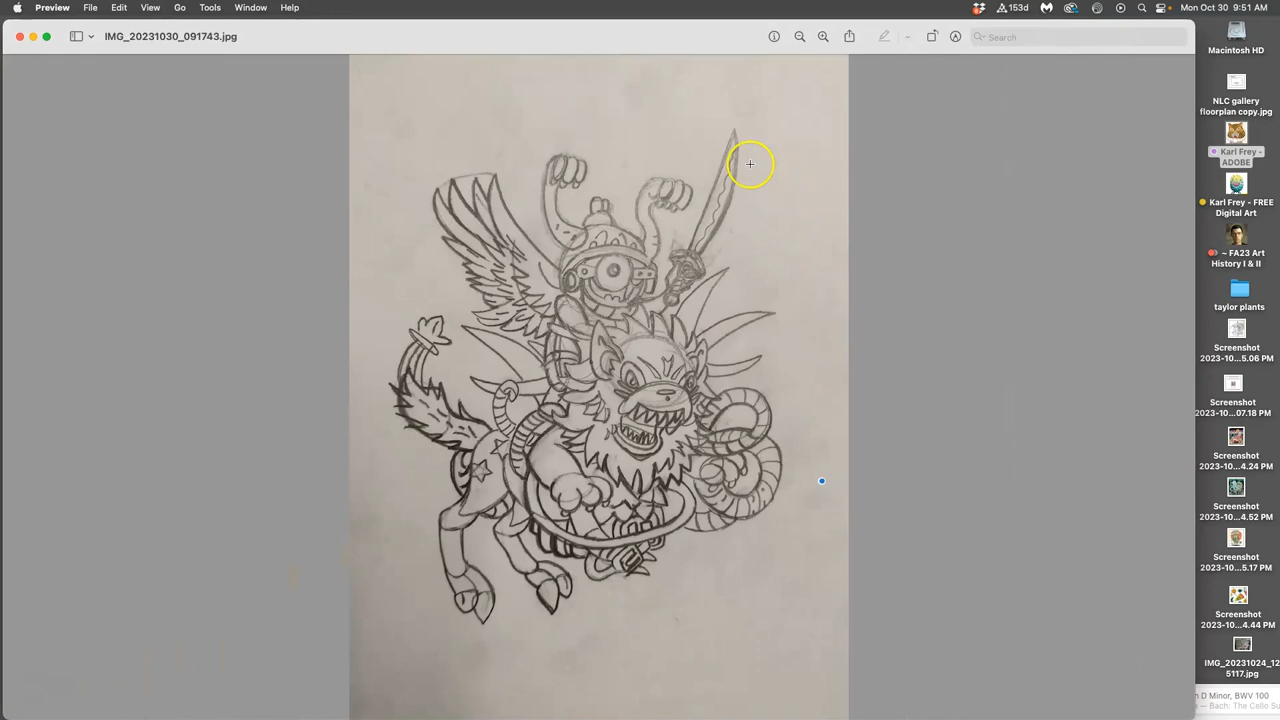 Preview File Edit View Go Tools Window Help
153d
Mon Oct 30 9:51 AM
IMG_20231030_091743.jpg
Search
Macintosh HD
NLC gallery
floorplan copy.jpg
Karl Frey -
ADOBE
Karl Frey - FREE
Digital Art
~ FA23 Art
History I & II
taylor plants
Screenshot
2023-10...5.06 PM
Screenshot
2023-10...07.18 PM
Screenshot
2023-10...4.24 PM
Screenshot
2023-10...4.52 PM
Screenshot
2023-10...5.17 PM
Screenshot
2023-10...4.44 PM
IMG_20231024_12
5117.jpg
n D Minor, BWV 100
— Bach: The Cello Su